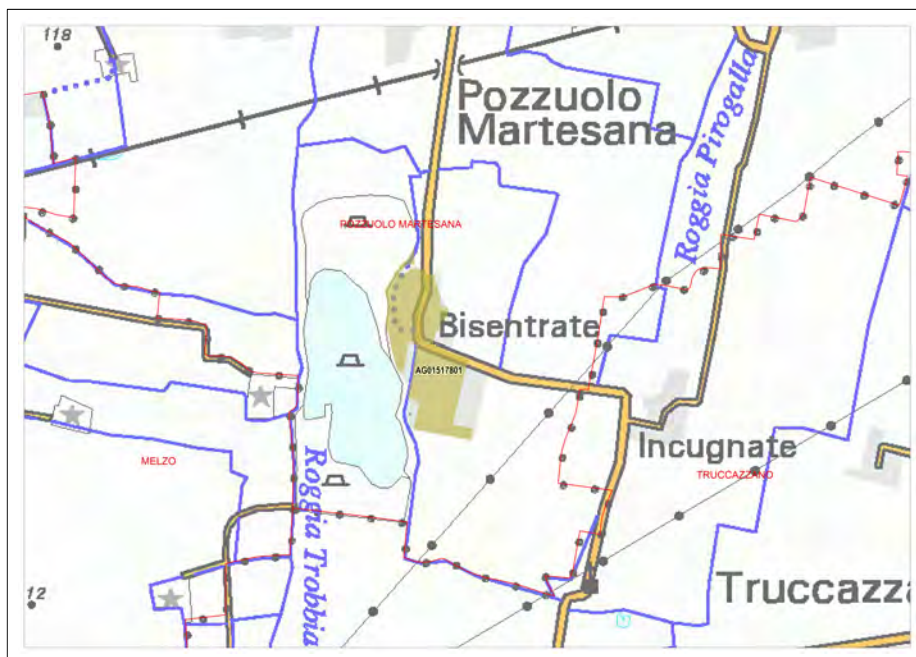 118
Pozzuolo
Martesana
Roggia Pirogalla
POZZUOLO MARTESANA
Bisentrate
AG01517801
Incugnate
MELZO
TRUCCAZZANO
Roggia Trobbia
12
Truccazza